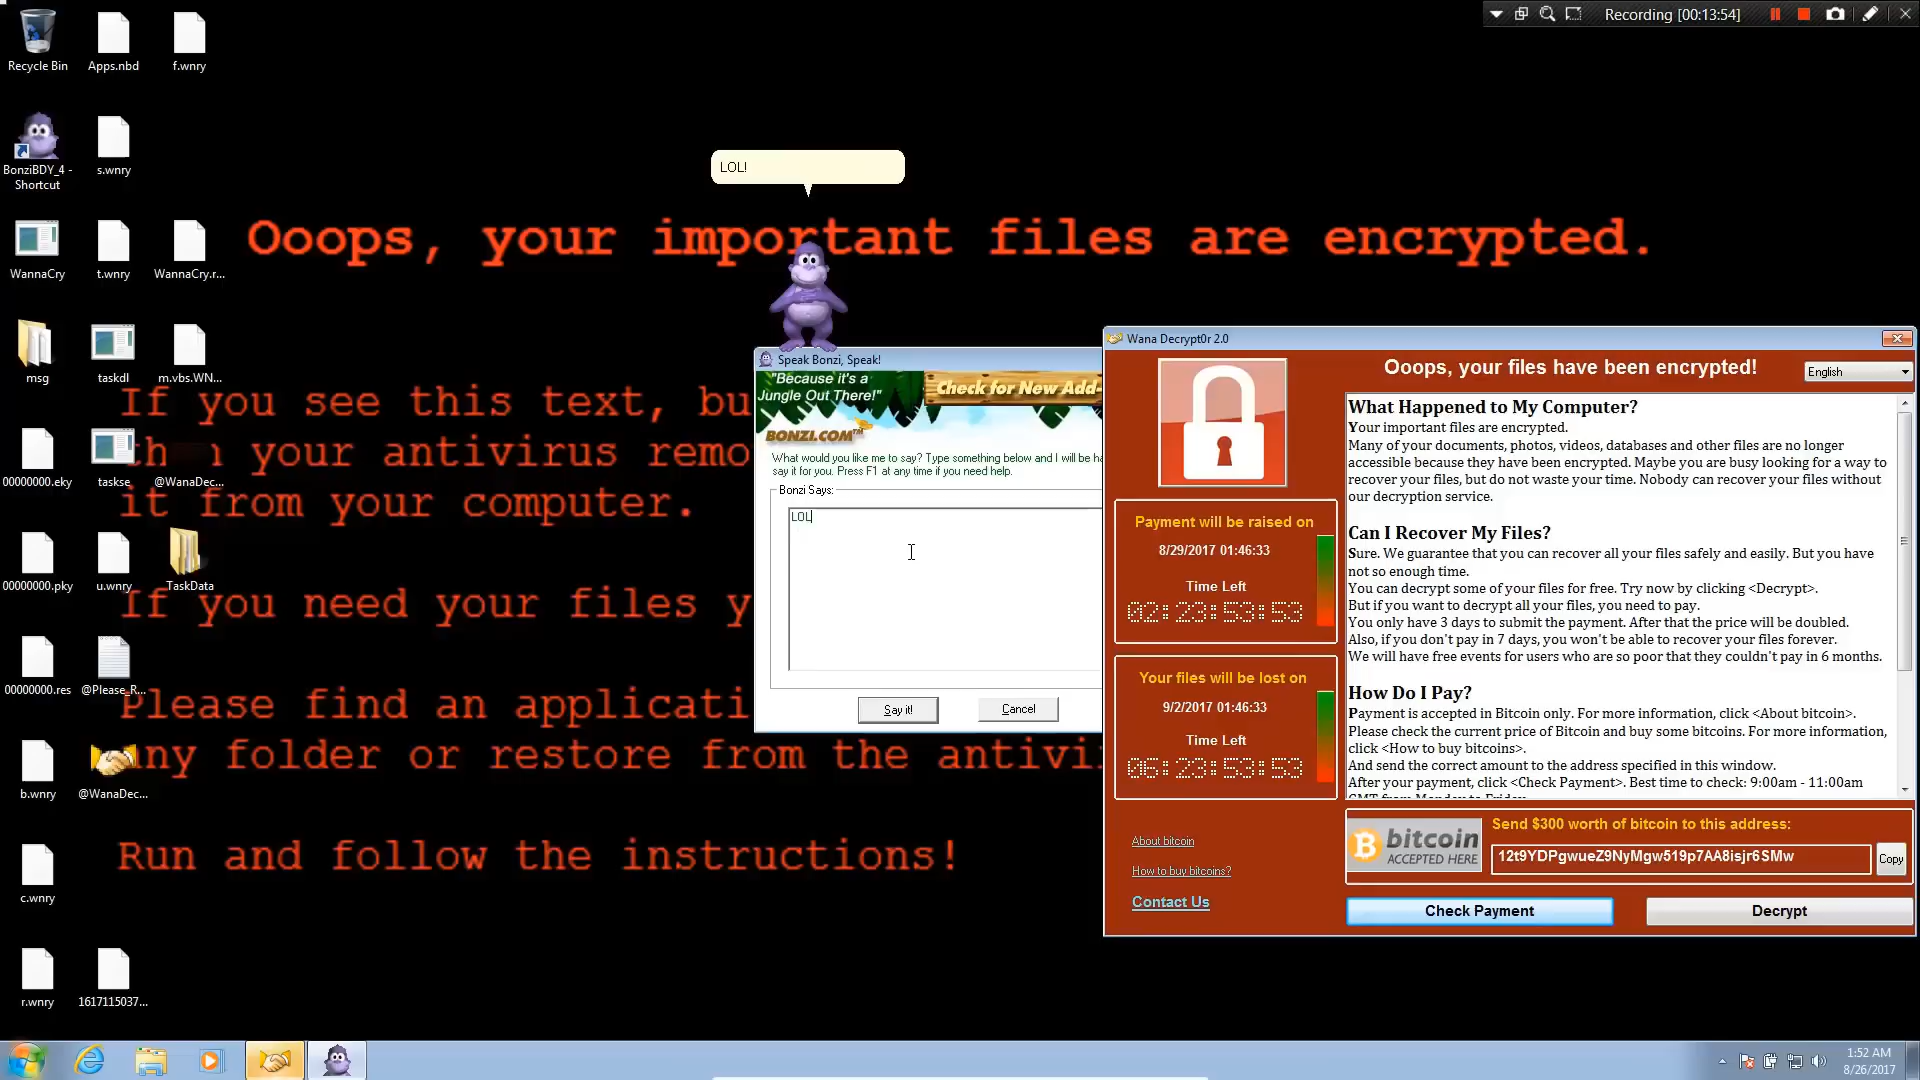 Recording [00:13:54]
Recycle Bin
Apps.nbd
f.wnry
BonziBDY_4 -
Shortcut
s.wnry
WannaCry
t.wnry
WannaCry.r...
msg
taskdl
m.vbs.WN...
00000000.eky
taskse
@WanaDec...
00000000.pky
u.wnry
TaskData
00000000.res
@Please_R...
b.wnry
@WanaDec...
c.wnry
r.wnry
1617115037...
LOL!
Ooops, your important files are encrypted.
If you see this text, bu
your antivirus remo
it from your computer.
If you need your files y
Please find an applicati
any folder or restore from the antivi
Run and follow the instructions!
Speak Bonzi, Speak!
"Because it's a
Jungle Out There!"
Check for New Add-
BONZI.COM™
What would you like me to say? Type something below and I will be ha
say it for you. Press F1 at any time if you need help.
Bonzi Says:
LOL
Say it!
Cancel
Wana Decrypt0r 2.0
Ooops, your files have been encrypted!
English
Payment will be raised on
8/29/2017 01:46:33
Time Left
02:23:53:53
Your files will be lost on
9/2/2017 01:46:33
Time Left
06:23:53:53
About bitcoin
How to buy bitcoins?
Contact Us
What Happened to My Computer?
Your important files are encrypted.
Many of your documents, photos, videos, databases and other files are no longer
accessible because they have been encrypted. Maybe you are busy looking for a way to
recover your files, but do not waste your time. Nobody can recover your files without
our decryption service.
Can I Recover My Files?
Sure. We guarantee that you can recover all your files safely and easily. But you have
not so enough time.
You can decrypt some of your files for free. Try now by clicking <Decrypt>.
But if you want to decrypt all your files, you need to pay.
You only have 3 days to submit the payment. After that the price will be doubled.
Also, if you don't pay in 7 days, you won't be able to recover your files forever.
We will have free events for users who are so poor that they couldn't pay in 6 months.
How Do I Pay?
Payment is accepted in Bitcoin only. For more information, click <About bitcoin>.
Please check the current price of Bitcoin and buy some bitcoins. For more information,
click <How to buy bitcoins>.
And send the correct amount to the address specified in this window.
After your payment, click <Check Payment>. Best time to check: 9:00am - 11:00am
GMT from Monday to Friday.
bitcoin
ACCEPTED HERE
Send $300 worth of bitcoin to this address:
12t9YDPgwueZ9NyMgw519p7AA8isjr6SMw
Copy
Check Payment
Decrypt
1:52 AM
8/26/2017